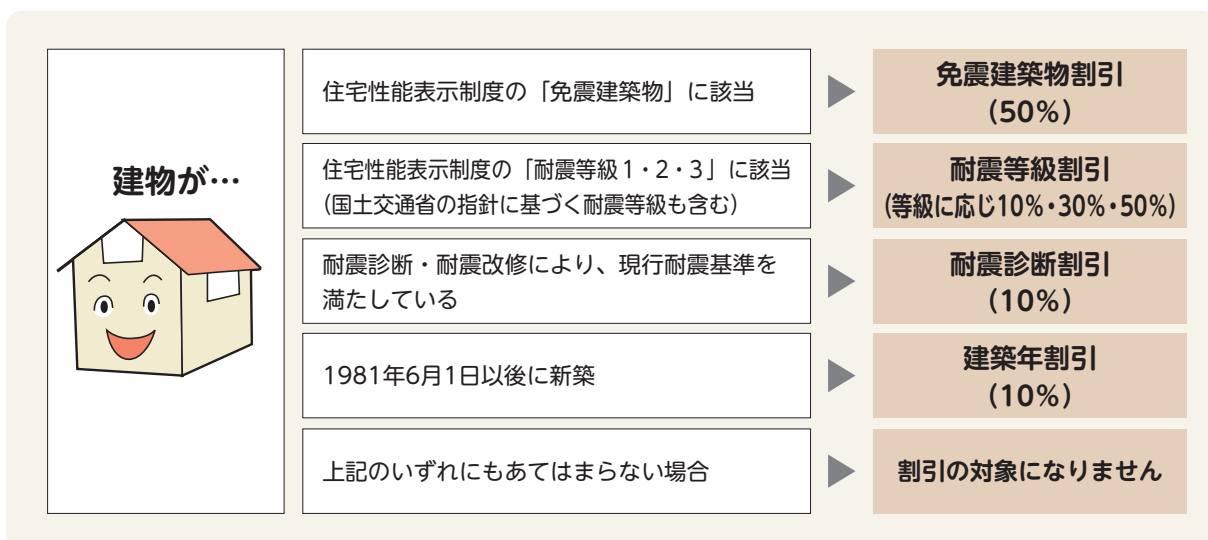 建物が…
住宅性能表示制度の「免震建築物」に該当
免震建築物割引
(50%)
住宅性能表示制度の「耐震等級1・2・3」に該当
(国土交通省の指針に基づく耐震等級も含む)
耐震等級割引
(等級に応じ10%・30%・50%)
耐震診断・耐震改修により、現行耐震基準を
満たしている
耐震診断割引
(10%)
1981年6月1日以後に新築
建築年割引
(10%)
上記のいずれにもあてはまらない場合
割引の対象になりません